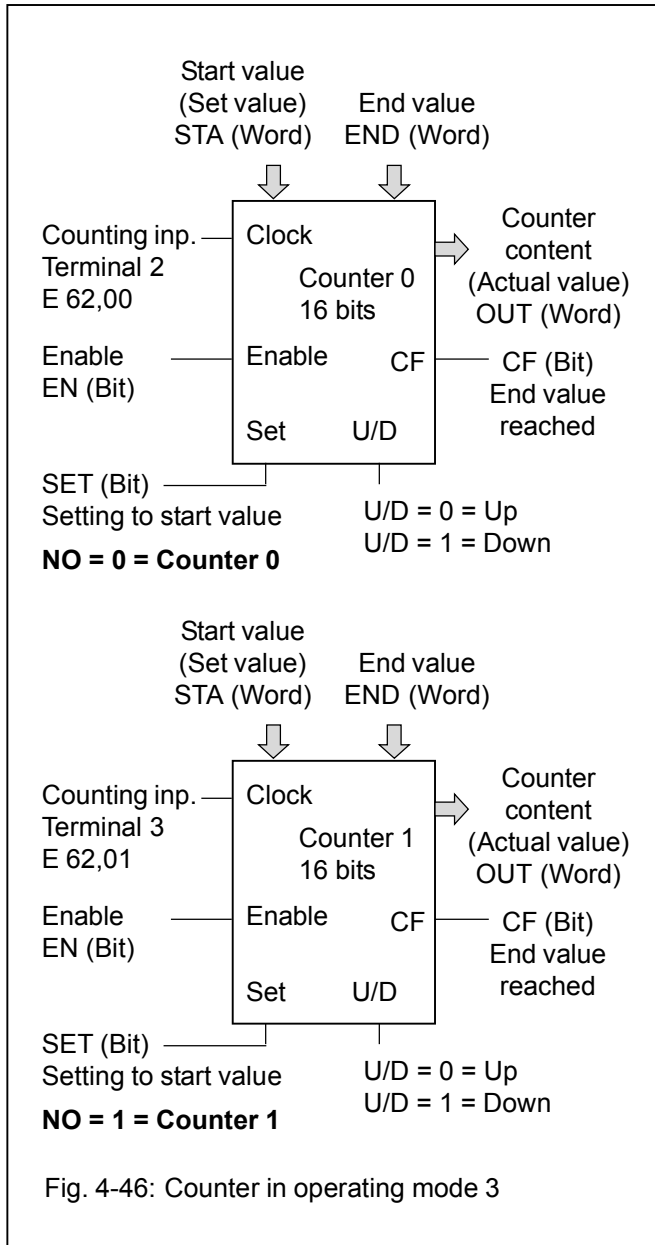 Start value
(Set value)
STA (Word)
End value
END (Word)
Counting inp.
Terminal 2
E 62,00
Clock
Counter 0
16 bits
Counter
content
(Actual value)
OUT (Word)
Enable
EN (Bit)
Enable
CF
CF (Bit)
End value
reached
Set
U/D
SET (Bit)
Setting to start value
U/D = 0 = Up
U/D = 1 = Down
NO = 0 = Counter 0
Start value
(Set value)
STA (Word)
End value
END (Word)
Counting inp.
Terminal 3
E 62,01
Clock
Counter 1
16 bits
Counter
content
(Actual value)
OUT (Word)
Enable
EN (Bit)
Enable
CF
CF (Bit)
End value
reached
Set
U/D
SET (Bit)
Setting to start value
U/D = 0 = Up
U/D = 1 = Down
NO = 1 = Counter 1
Fig. 4-46: Counter in operating mode 3